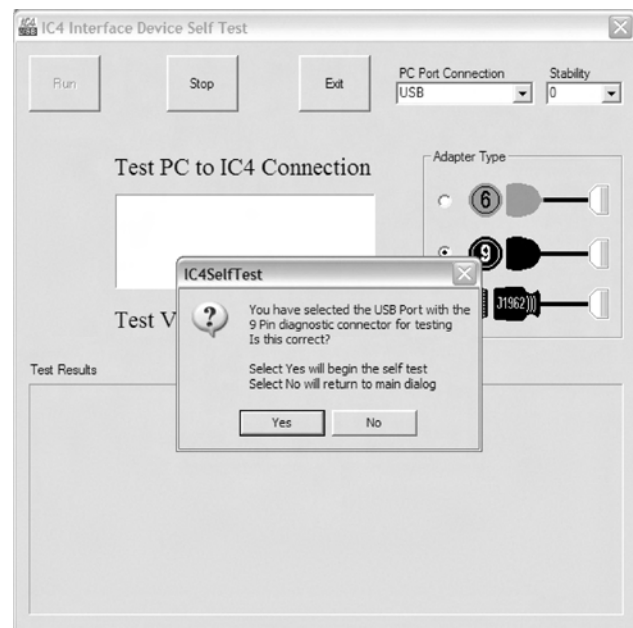 IC4 Interface Device Self Test
Run
Stop
Exit
PC Port Connection
USB
Stability
0
Test PC to IC4 Connection
Adapter Type
6
9
J1962)))
IC4SelfTest
You have selected the USB Port with the
9 Pin diagnostic connector for testing
Is this correct?
Select Yes will begin the self test
Select No will return to main dialog
Yes
No
Test V
Test Results